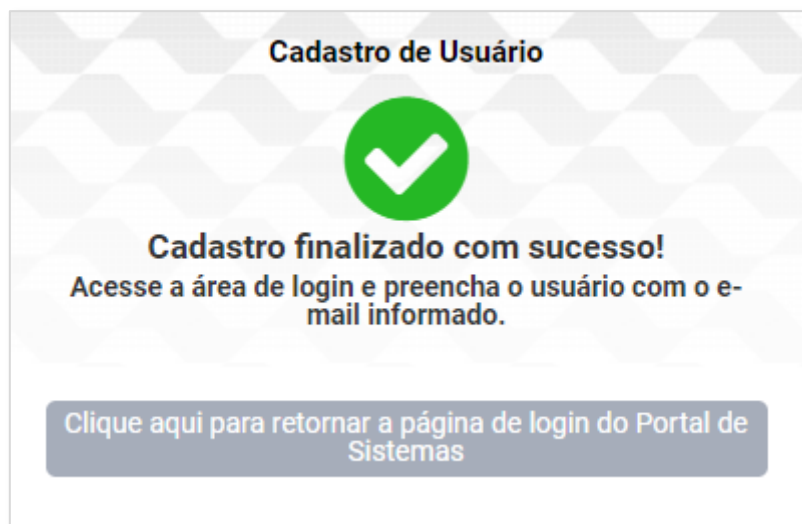 Cadastro de Usuário
Cadastro finalizado com sucesso!
Acesse a área de login e preencha o usuário com o e-
mail informado.
Clique aqui para retornar a página de login do Portal de
Sistemas